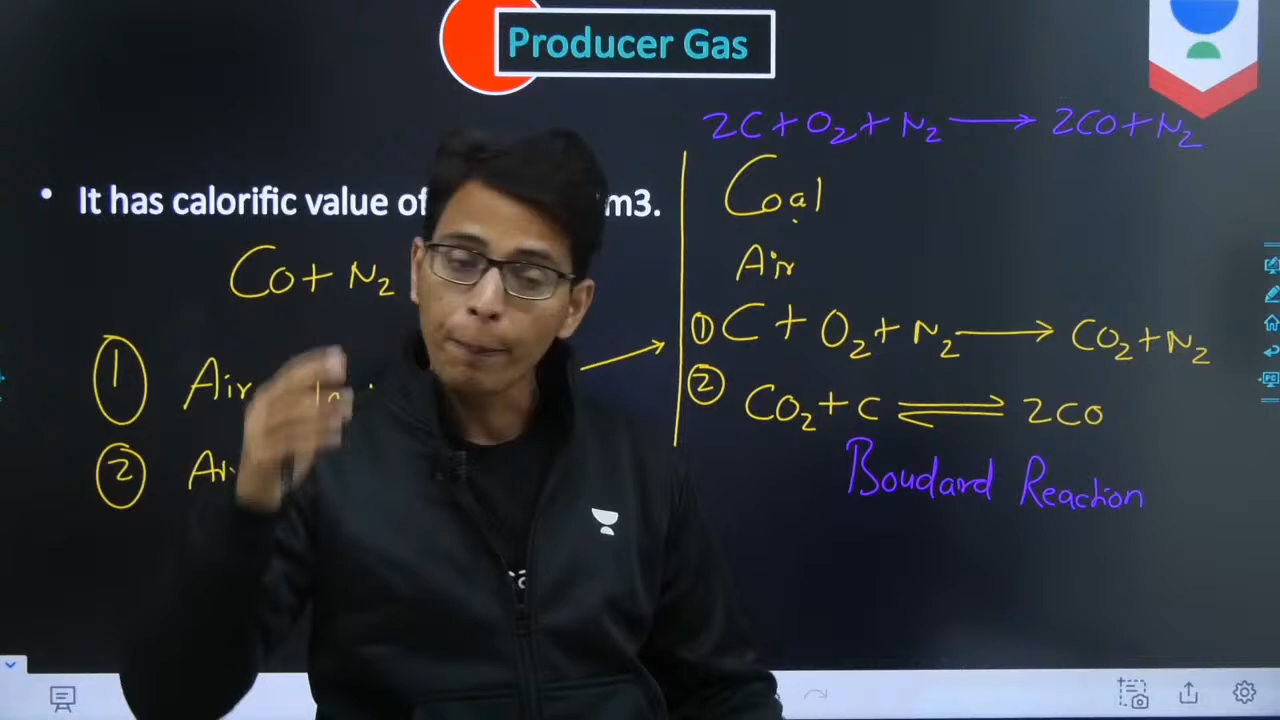 Producer Gas
2C + O2 + N2 → 2CO + N2
• It has calorific value of m3.
Coal
Air
CO + N2
① C + O2 + N2 → CO2 + N2
① Air
② CO2 + C ⇌ 2CO
②
Boudard Reaction